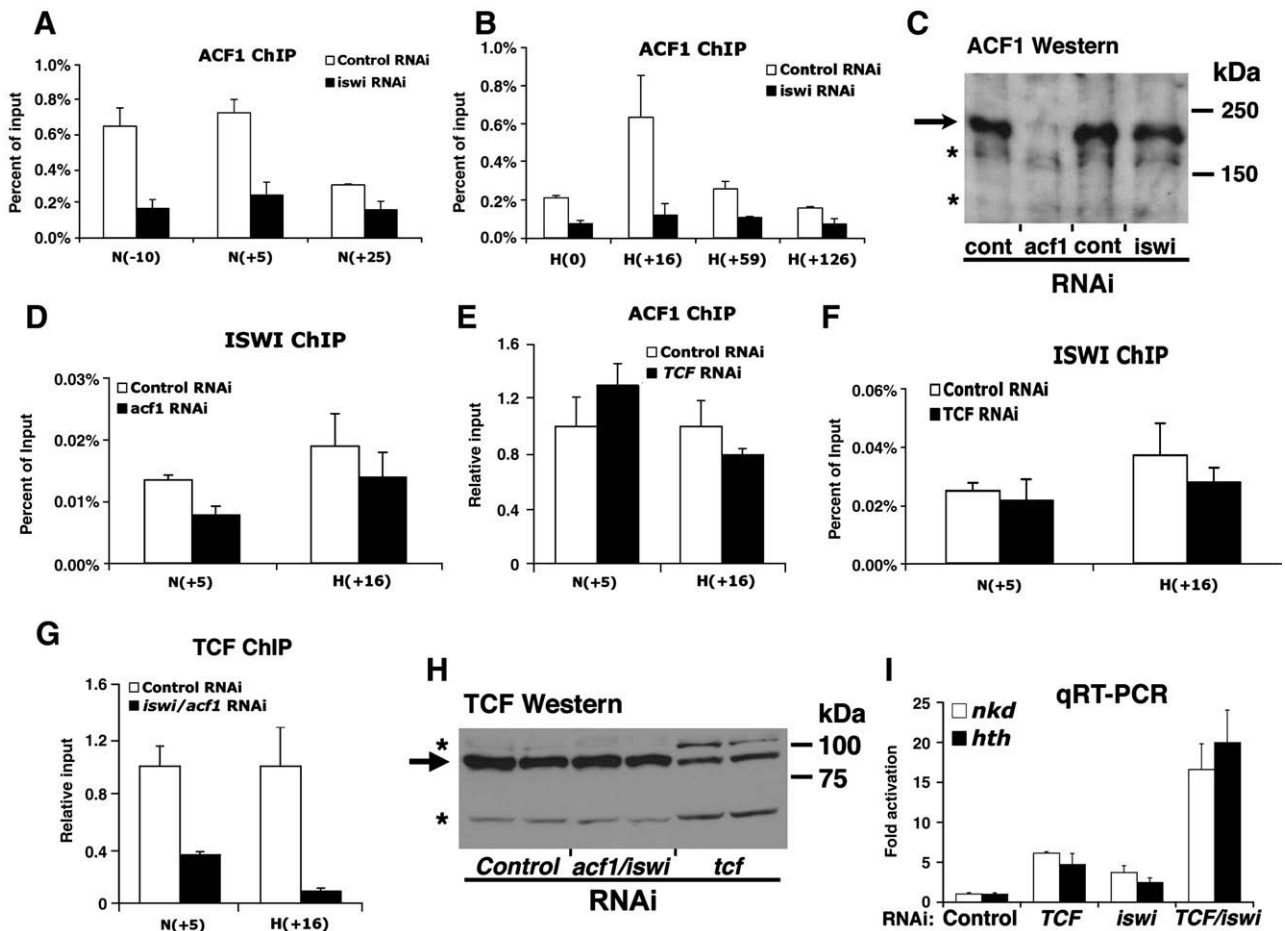 A
ACF1 ChIP
Control RNAi
iswi RNAi
Percent of input
1.0%
0.8%
0.6%
0.4%
0.2%
0.0%
N(-10) N(+5) N(+25)
B
ACF1 ChIP
Control RNAi
iswi RNAi
Percent of input
1.0%
0.8%
0.6%
0.4%
0.2%
0.0%
H(0) H(+16) H(+59) H(+126)
C
ACF1 Western
kDa
250
*
150
*
cont acf1 cont iswi
RNAi
D
ISWI ChIP
Control RNAi
acf1 RNAi
Percent of Input
0.03%
0.02%
0.01%
0.00%
N(+5) H(+16)
E
ACF1 ChIP
Control RNAi
TCF RNAi
Relative input
1.6
1.2
0.8
0.4
0
N(+5) H(+16)
F
ISWI ChIP
Control RNAi
TCF RNAi
Percent of Input
0.06%
0.04%
0.02%
0.00%
N(+5) H(+16)
G
TCF ChIP
Control RNAi
iswi/acf1 RNAi
Relative input
1.6
1.2
0.8
0.4
0
N(+5) H(+16)
H
TCF Western
kDa
* 100
75
*
Control acf1/iswi tcf
RNAi
I
qRT-PCR
nkd
hth
Fold activation
25
20
15
10
5
0
RNAi: Control TCF iswi TCF/iswi